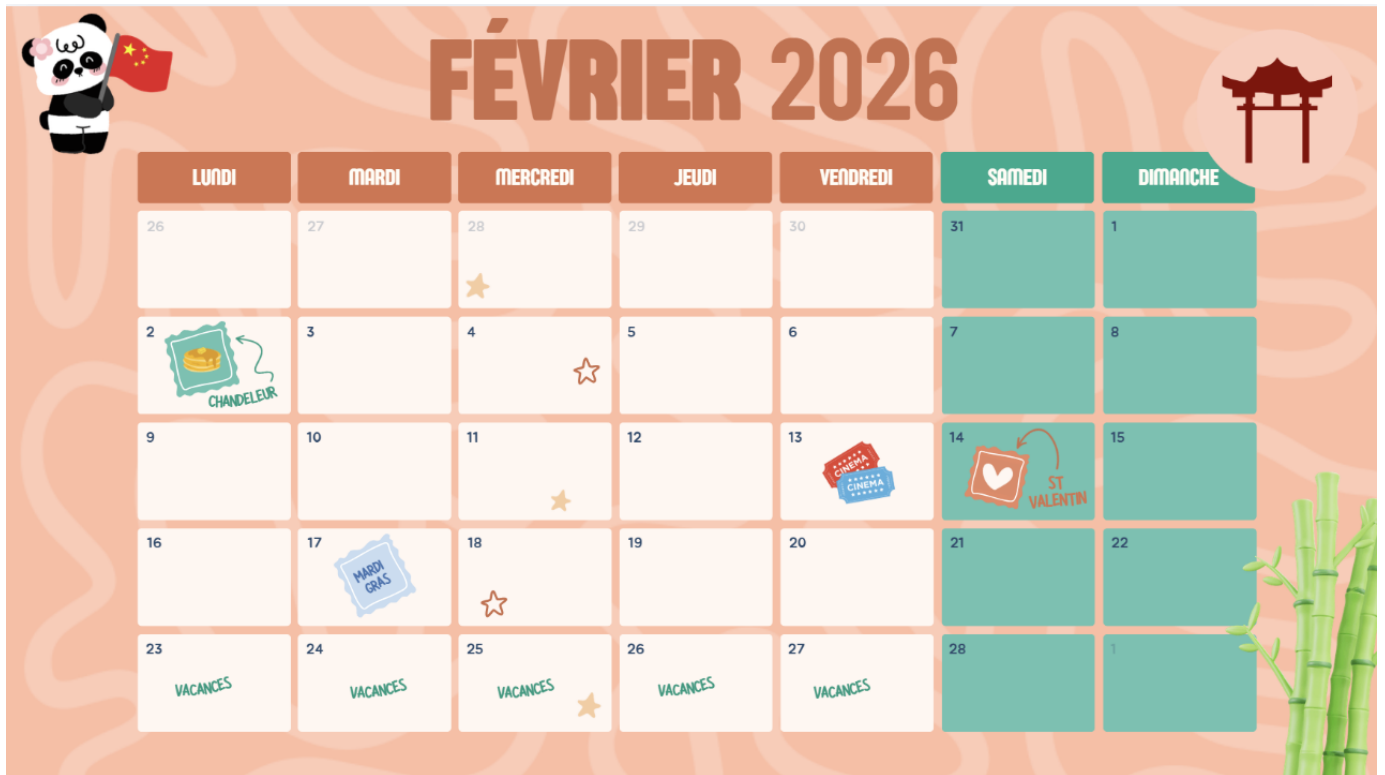 FÉVRIER 2026
LUNDI MARDI MERCREDI JEUDI VENDREDI SAMEDI DIMANCHE
26 27 28 29 30 31 1
2 3 4 5 6 7 8
CHANDELEUR
9 10 11 12 13 14 15
CINEMA
CINEMA
ST
VALENTIN
16 17 18 19 20 21 22
MARDI
GRAS
23 24 25 26 27 28 1
VACANCES VACANCES VACANCES VACANCES VACANCES